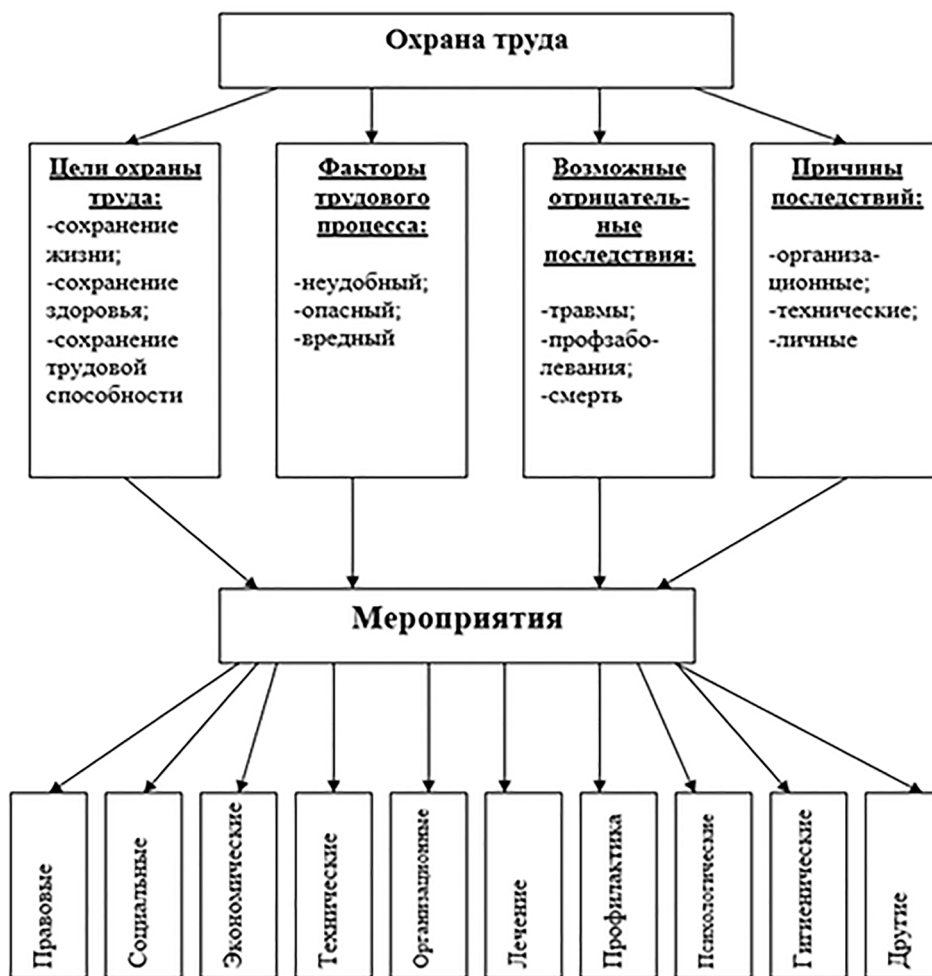 Охрана труда
Цели охраны
труда:
-сохранение
жизни;
-сохранение
здоровья;
-сохранение
трудовой
способности
Факторы
трудового
процесса:
-неудобный;
-опасный;
-вредный
Возможные
отрицатель-
ные
последствия:
-травмы;
-профзабо-
левания;
-смерть
Причины
последствий:
-организа-
ционные;
-технические;
-личные
Мероприятия
Правовые
Социальные
Экономические
Технические
Организационные
Лечение
Профилактика
Психологические
Гигиенические
Другие